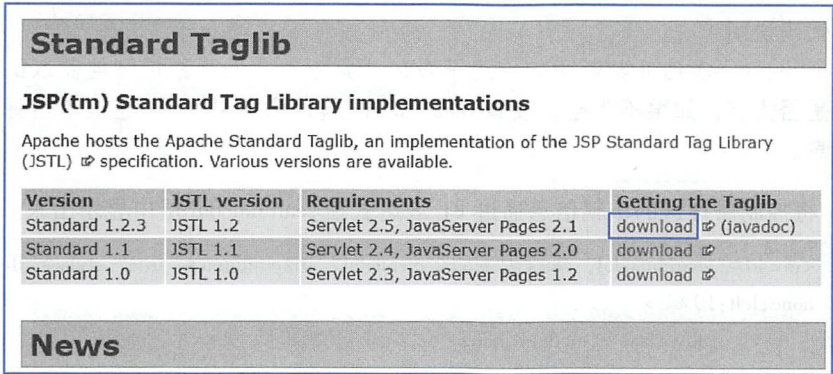 Standard Taglib
JSP(tm) Standard Tag Library implementations
Apache hosts the Apache Standard Taglib, an implementation of the JSP Standard Tag Library
(JSTL) specification. Various versions are available.
Version JSTL version Requirements Getting the Taglib
Standard 1.2.3 JSTL 1.2 Servlet 2.5, JavaServer Pages 2.1 download (javadoc)
Standard 1.1 JSTL 1.1 Servlet 2.4, JavaServer Pages 2.0 download
Standard 1.0 JSTL 1.0 Servlet 2.3, JavaServer Pages 1.2 download
News